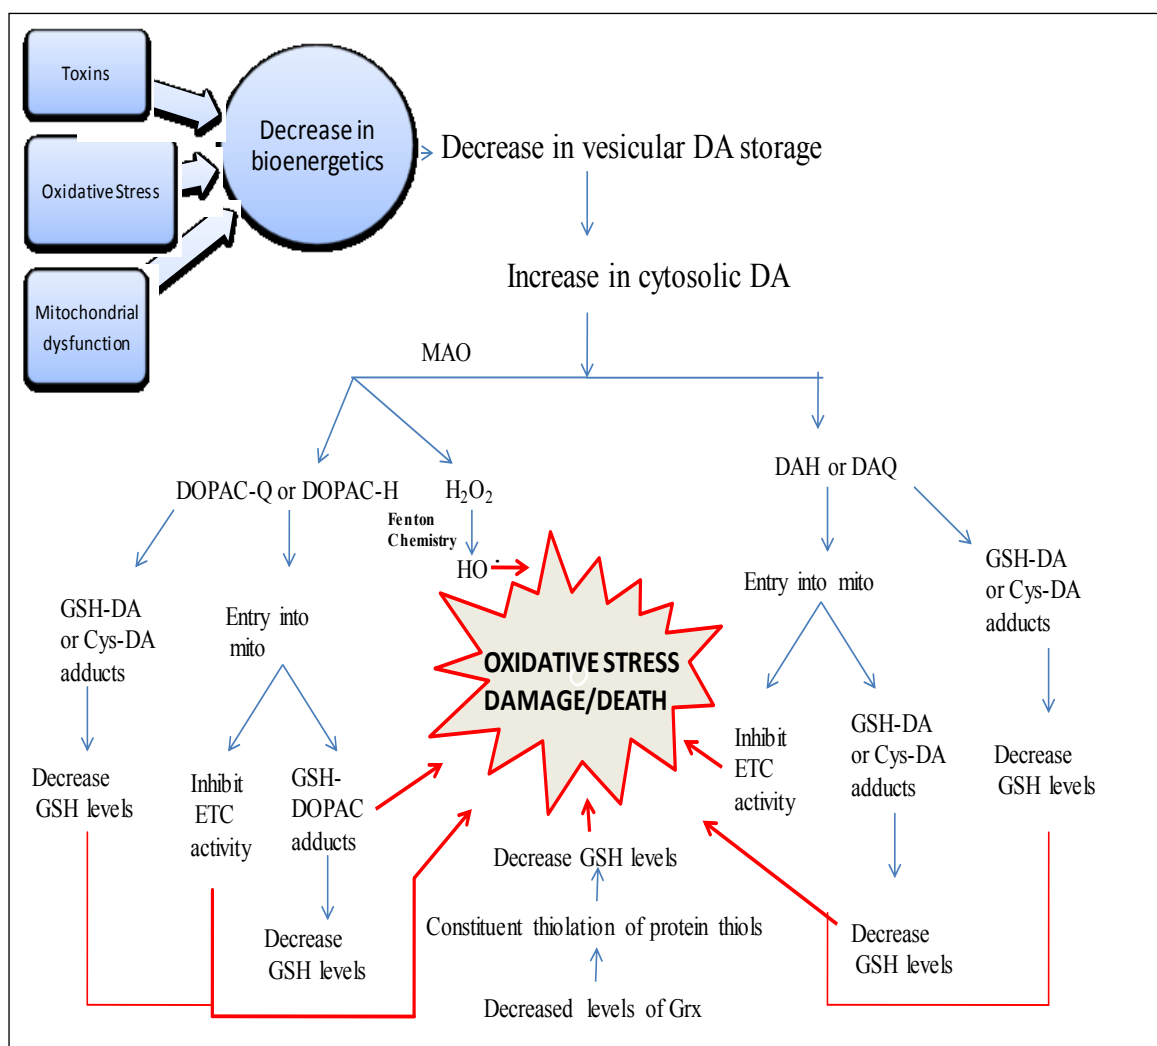 Toxins
Decrease in
bioenergetics
Decrease in vesicular DA storage
Oxidative Stress
Increase in cytosolic DA
Mitochondrial
dysfunction
MAO
DOPAC-Q or DOPAC-H
H₂O₂
DAH or DAQ
Fenton
Chemistry
HO˙
GSH-DA
or Cys-DA
adducts
Entry into
mito
Entry into mito
GSH-DA
or Cys-DA
adducts
OXIDATIVE STRESS
DAMAGE/DEATH
Decrease
GSH levels
Inhibit
ETC
activity
GSH-
DOPAC
adducts
Inhibit
ETC
activity
GSH-DA
or Cys-DA
adducts
Decrease
GSH levels
Decrease GSH levels
Constituent thiolation of protein thiols
Decreased levels of Grx
Decrease
GSH levels
Decrease
GSH levels